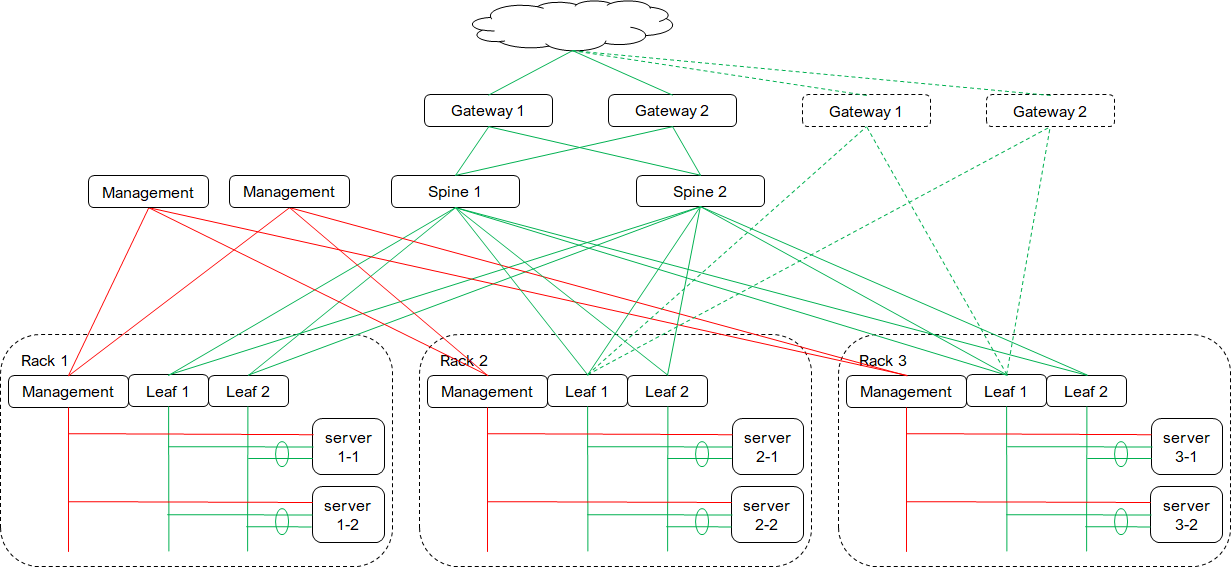 Gateway 1
Gateway 2
Gateway 1
Gateway 2
Management
Management
Spine 1
Spine 2
Rack 1
Management
Leaf 1
Leaf 2
server
1-1
server
1-2
Rack 2
Management
Leaf 1
Leaf 2
server
2-1
server
2-2
Rack 3
Management
Leaf 1
Leaf 2
server
3-1
server
3-2